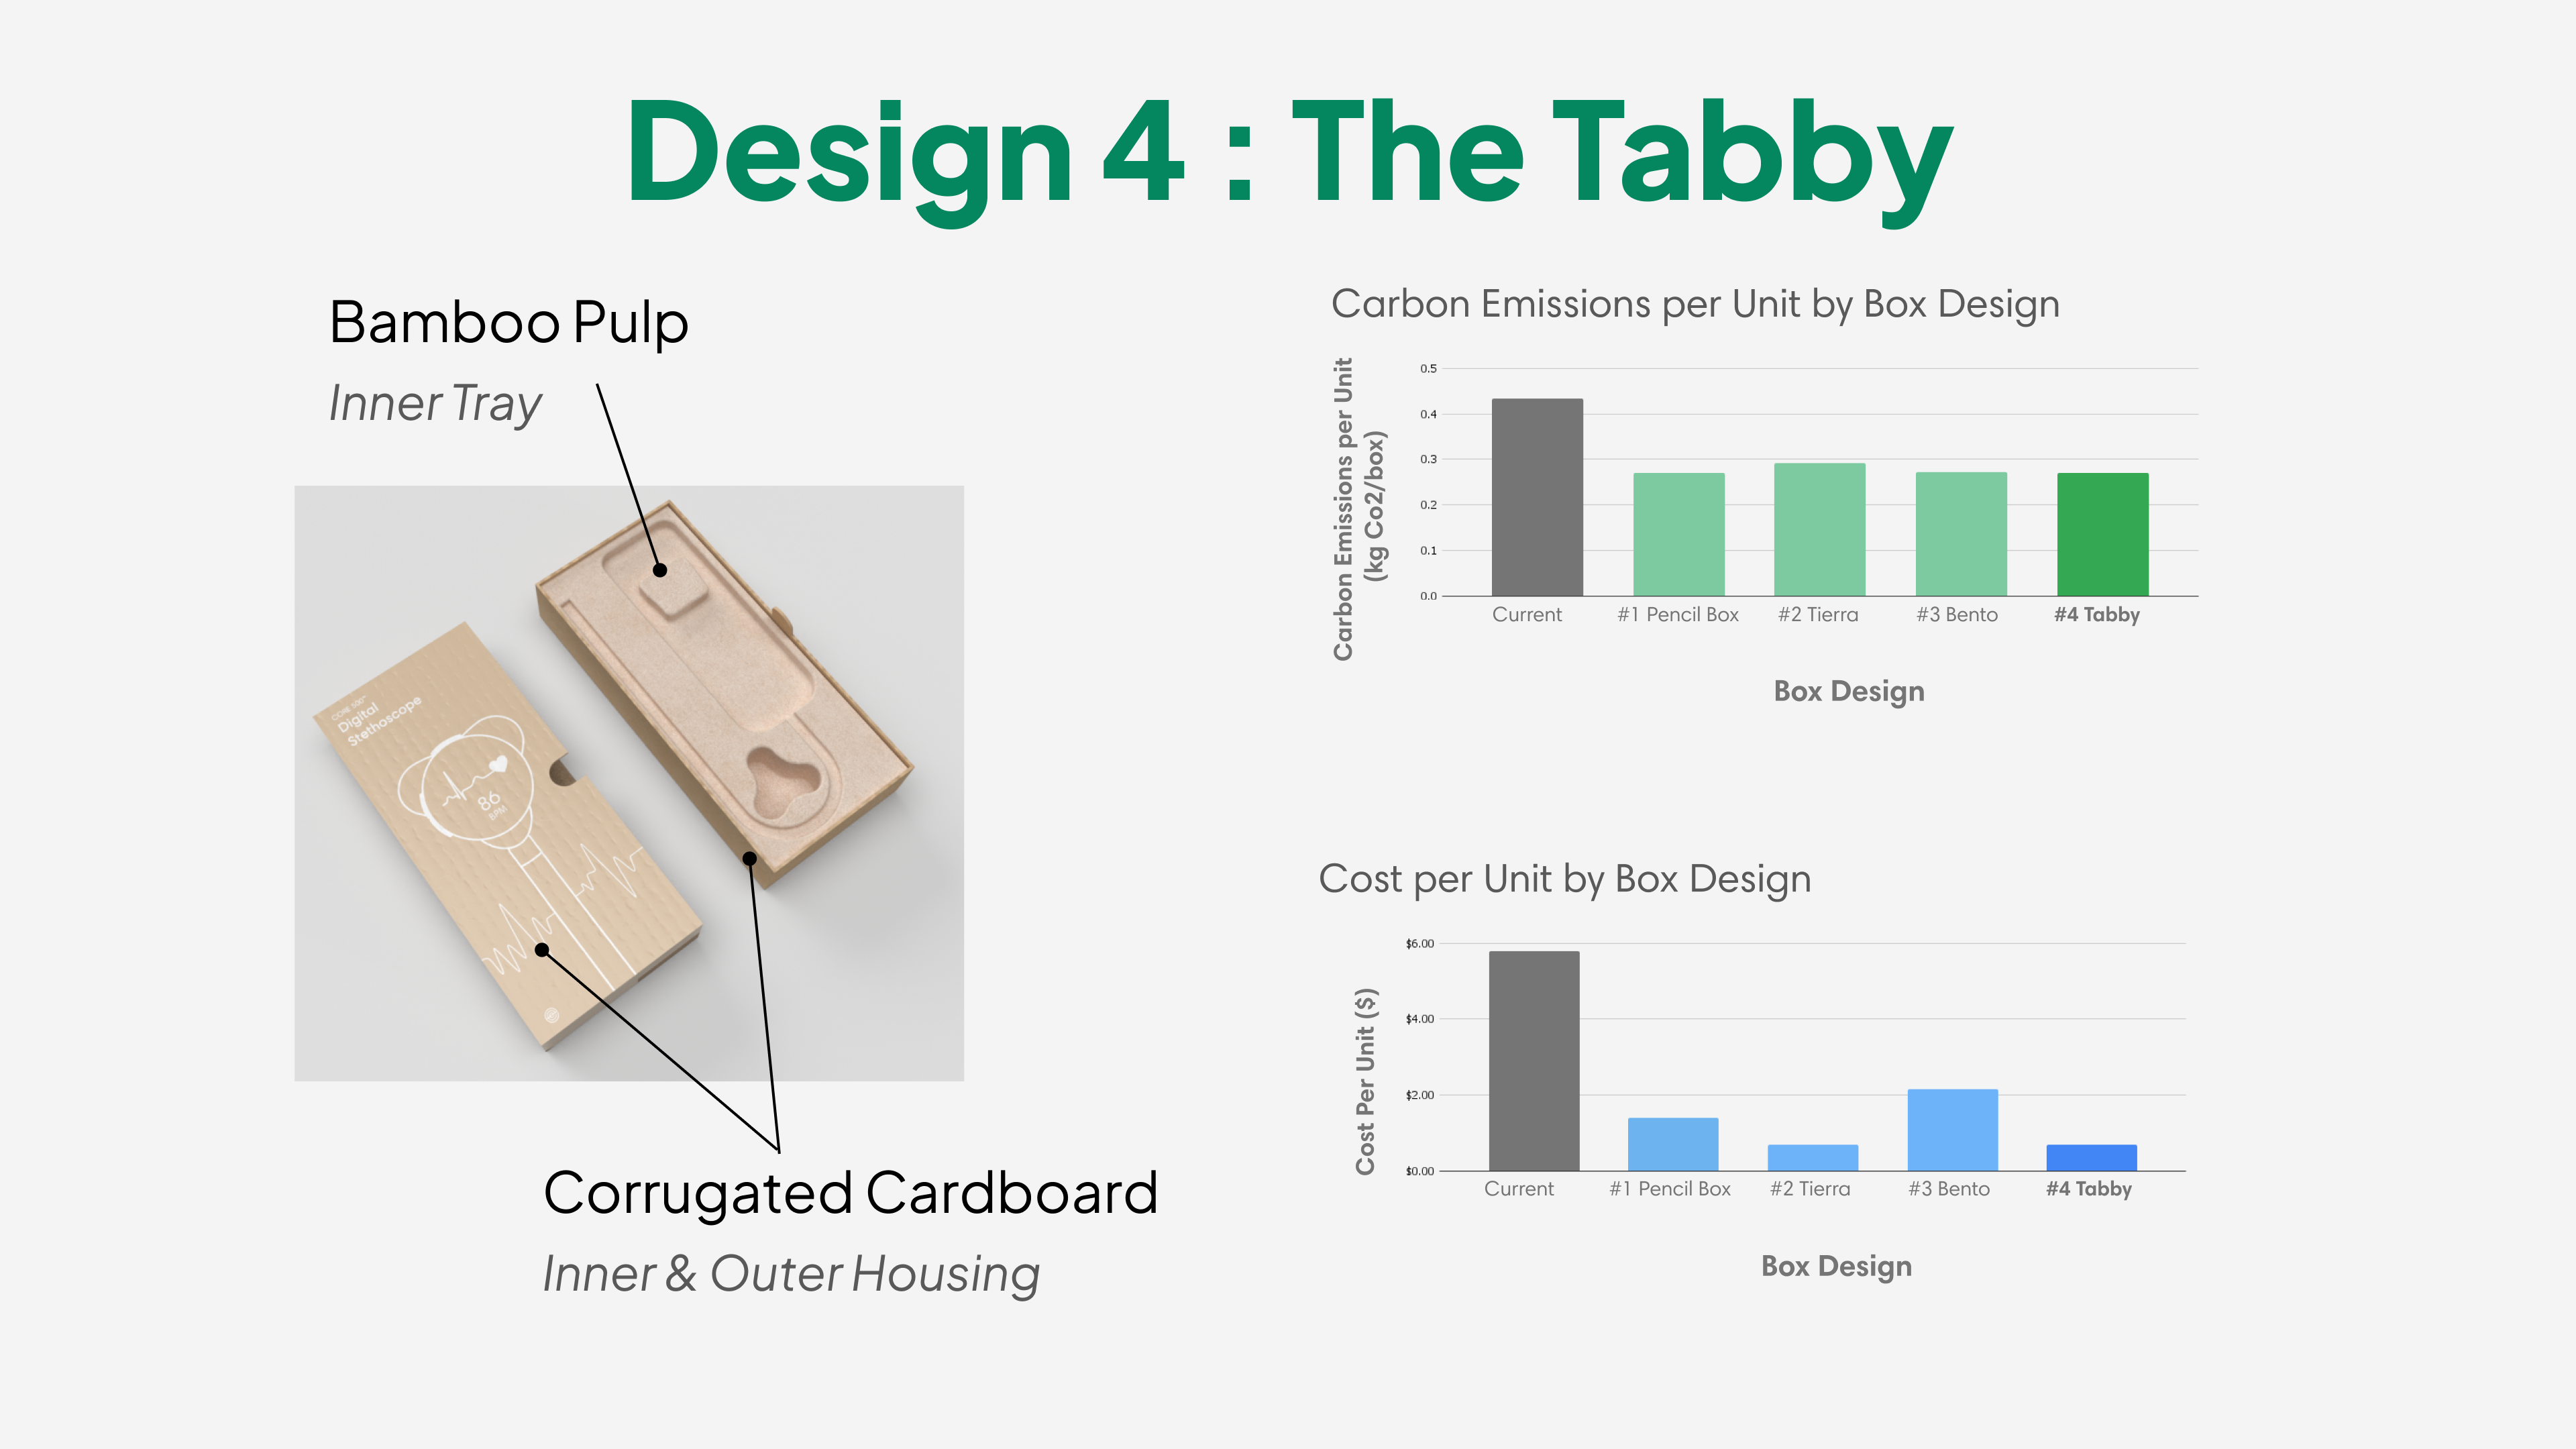 Design 4 : The Tabby
Bamboo Pulp
Inner Tray
CORE 500™
Digital
Stethoscope
86
BPM
Corrugated Cardboard
Inner & Outer Housing
Carbon Emissions per Unit by Box Design
Carbon Emissions per Unit
(kg Co2/box)
0.5
0.4
0.3
0.2
0.1
0.0
Current
#1 Pencil Box
#2 Tierra
#3 Bento
#4 Tabby
Box Design
Cost per Unit by Box Design
Cost Per Unit ($)
$6.00
$4.00
$2.00
$0.00
Current
#1 Pencil Box
#2 Tierra
#3 Bento
#4 Tabby
Box Design